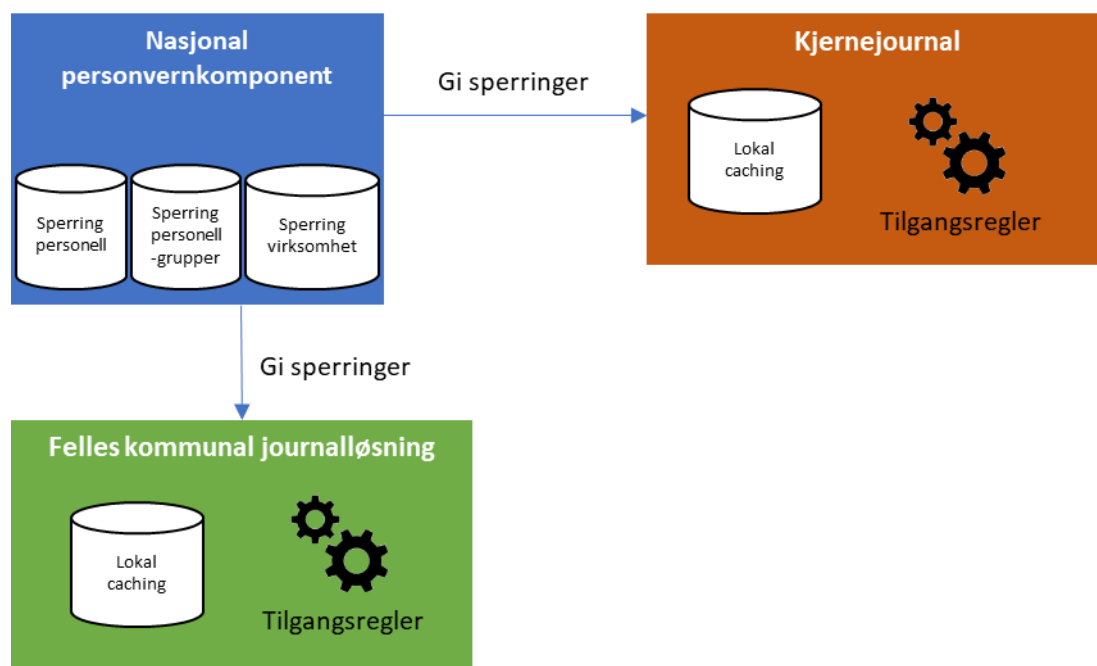 Nasjonal
personvernkomponent
Sperring
personell
Sperring
personell
-grupper
Sperring
virksomhet
Gi sperringer
Kjernejournal
Lokal
caching
Tilgangsregler
Gi sperringer
Felles kommunal journalløsning
Lokal
caching
Tilgangsregler